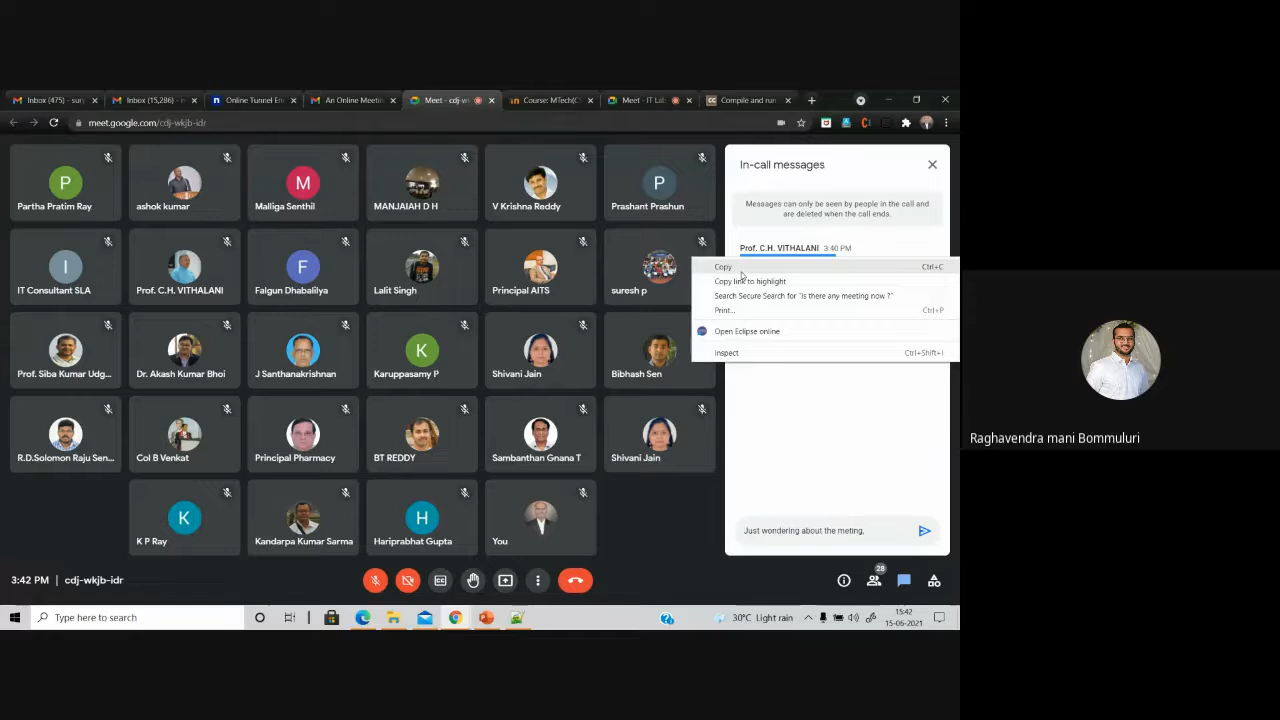 Inbox (475) - sury
Inbox (15,286) - n
Online Tunnel En
An Online Meetin
Meet - cdj-w
Course: MTech(CS
Meet - IT Lab
Compile and run
meet.google.com/cdj-wkjb-idr
Partha Pratim Ray
ashok kumar
Malliga Senthil
MANJAIAH D H
V Krishna Reddy
Prashant Prashun
P
M
P
IT Consultant SLA
Prof. C.H. VITHALANI
Falgun Dhabalilya
Lalit Singh
Principal AITS
suresh p
I
F
Prof. Siba Kumar Udg...
Dr. Akash Kumar Bhoi
J Santhanakrishnan
Karuppasamy P
Shivani Jain
Bibhash Sen
K
R.D.Solomon Raju Sen...
Col B Venkat
Principal Pharmacy
BT REDDY
Sambanthan Gnana T
Shivani Jain
K P Ray
Kandarpa Kumar Sarma
Hariprabhat Gupta
You
K
H
In-call messages
Messages can only be seen by people in the call and
are deleted when the call ends.
Prof. C.H. VITHALANI 3:40 PM
Copy Ctrl+C
Copy link to highlight
Search Secure Search for "Is there any meeting now ?"
Print... Ctrl+P
Open Eclipse online
Inspect Ctrl+Shift+I
Just wondering about the meting,
3:42 PM | cdj-wkjb-idr
28
Type here to search
30°C Light rain
15:42
15-06-2021
Raghavendra mani Bommuluri